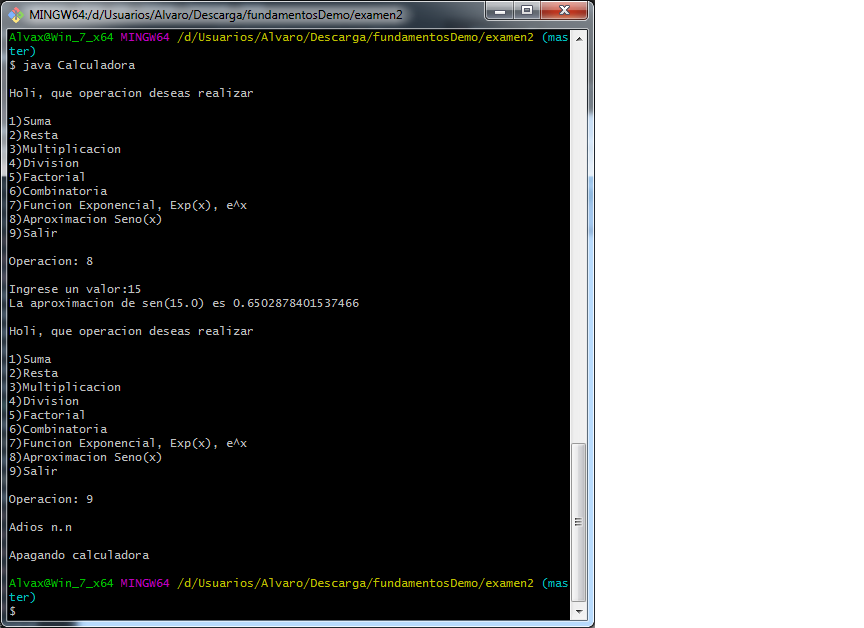 MINGW64:/d/Usuarios/Alvaro/Descarga/fundamentosDemo/examen2
Alvax@Win_7_x64 MINGW64 /d/Usuarios/Alvaro/Descarga/fundamentosDemo/examen2 (mas
ter)
$ java Calculadora
Holi, que operacion deseas realizar
1)Suma
2)Resta
3)Multiplicacion
4)Division
5)Factorial
6)Combinatoria
7)Funcion Exponencial, Exp(x), e^x
8)Aproximacion Seno(x)
9)Salir
Operacion: 8
Ingrese un valor:15
La aproximacion de sen(15.0) es 0.6502878401537466
Holi, que operacion deseas realizar
1)Suma
2)Resta
3)Multiplicacion
4)Division
5)Factorial
6)Combinatoria
7)Funcion Exponencial, Exp(x), e^x
8)Aproximacion Seno(x)
9)Salir
Operacion: 9
Adios n.n
Apagando calculadora
Alvax@Win_7_x64 MINGW64 /d/Usuarios/Alvaro/Descarga/fundamentosDemo/examen2 (mas
ter)
$